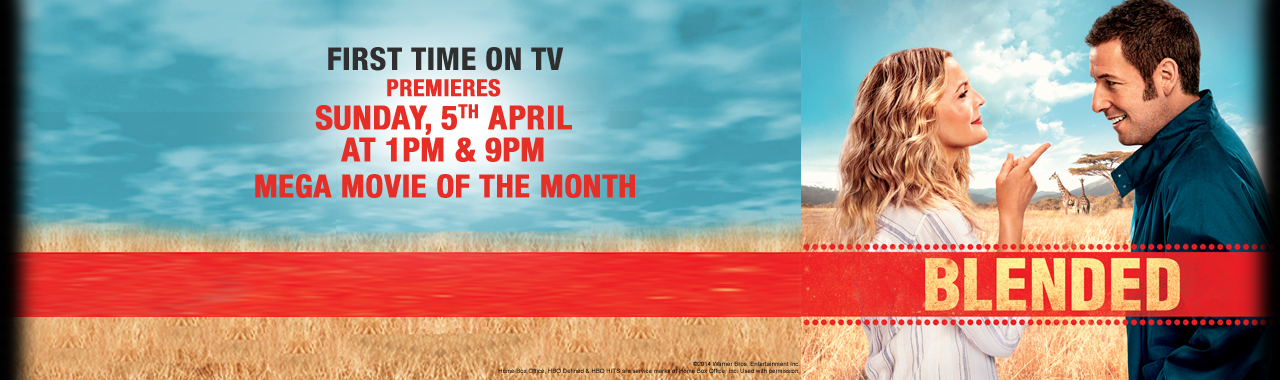 FIRST TIME ON TV
PREMIERES
SUNDAY, 5TH APRIL
AT 1PM & 9PM
MEGA MOVIE OF THE MONTH
BLENDED
©2014 Warner Bros. Entertainment Inc.
Home Box Office, HBO Defined & HBO HITS are service marks of Home Box Office, Inc. Used with permission.